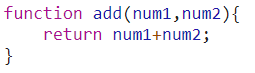 function add(num1,num2){
    return num1+num2;
}